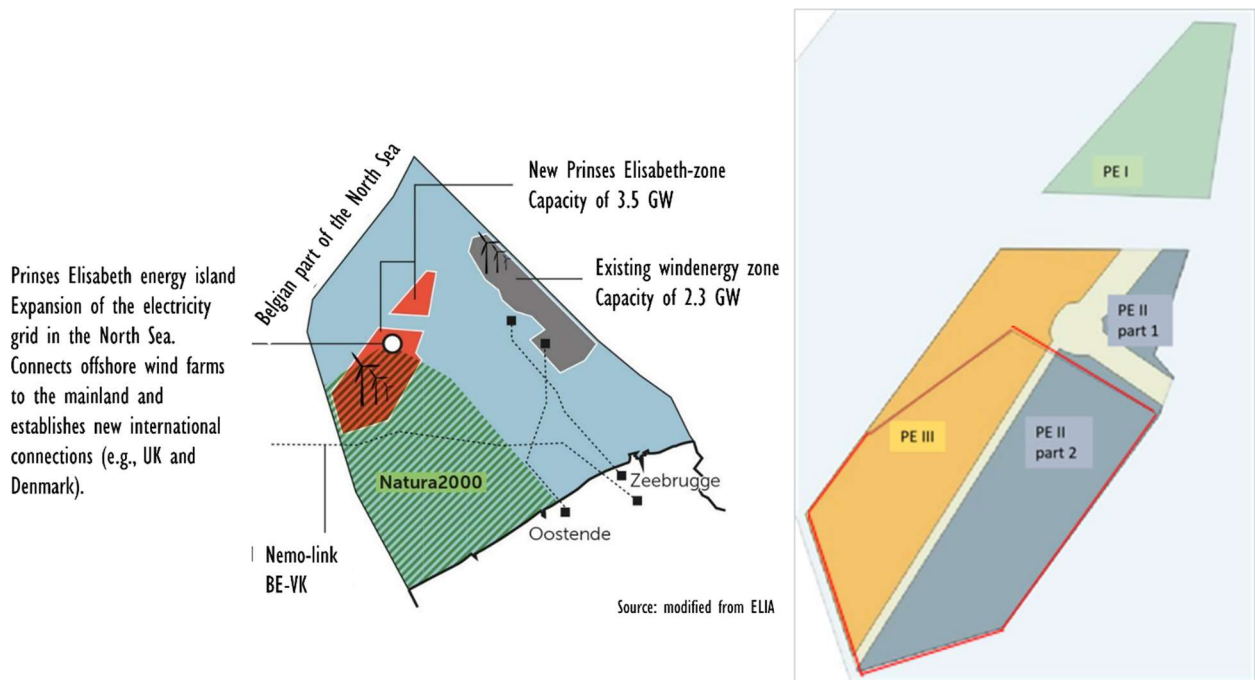 Prinses Elisabeth energy island
Expansion of the electricity
grid in the North Sea.
Connects offshore wind farms
to the mainland and
establishes new international
connections (e.g., UK and
Denmark).
Belgian part of the North Sea
New Prinses Elisabeth-zone
Capacity of 3.5 GW
Existing windenergy zone
Capacity of 2.3 GW
Natura2000
Zeebrugge
Oostende
Nemo-link
BE-VK
Source: modified from ELIA
PE I
PE II
part 1
PE III
PE II
part 2